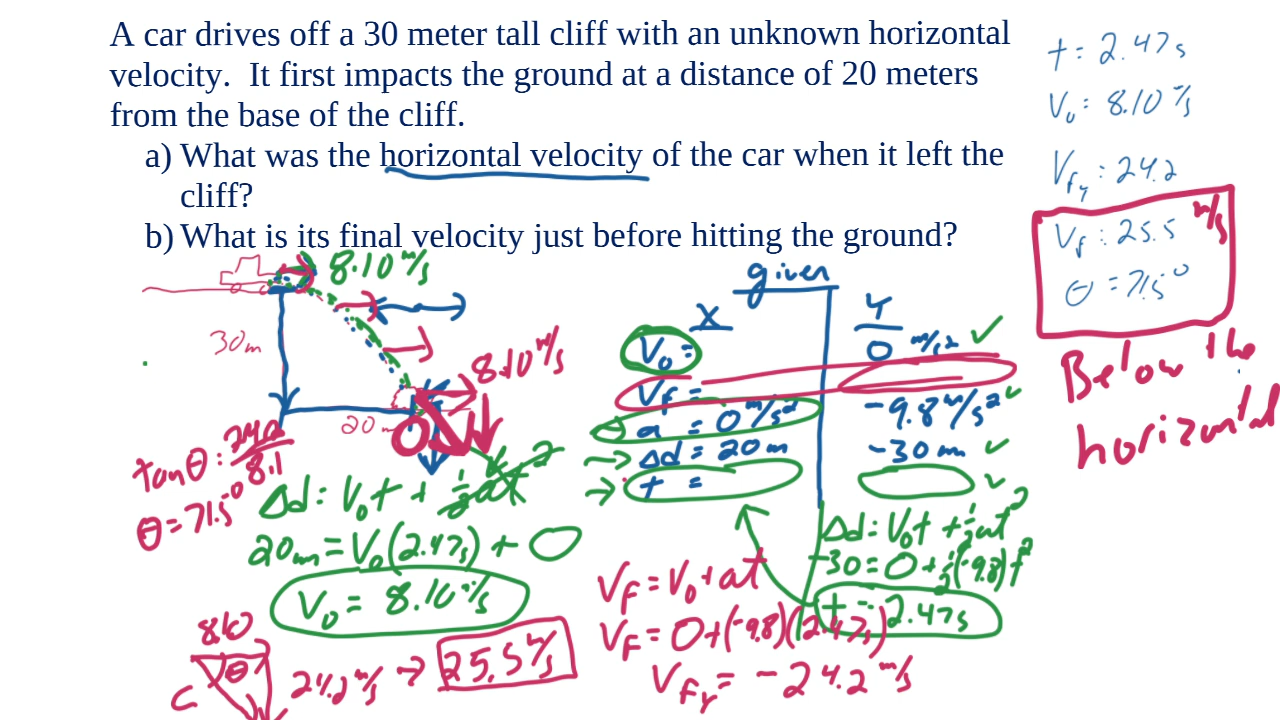 A car drives off a 30 meter tall cliff with an unknown horizontal
velocity. It first impacts the ground at a distance of 20 meters
from the base of the cliff.
a) What was the horizontal velocity of the car when it left the
cliff?
b) What is its final velocity just before hitting the ground?
t = 2.47s
V₀ : 8.10 m/s
Vfy : 24.2
Vf : 25.5 m/s
θ = 71.5°
Below the
horizontal
8.10 m/s
30m
20 m
8.10 m/s
given
X
Y
V₀ =
0 m/s²
Vf =
a = 0 m/s²
-9.8 m/s²
Δd = 20 m
-30 m
t =
tanθ : 24.2/8.1
θ = 71.5°
Δd : V₀t + ½at²
20m = V₀(2.47s) + 0
V₀ = 8.10 m/s
Δd : V₀t + ½at²
-30 = 0 + ½(-9.8)t²
t = 2.47s
VF = V₀ + at
VF = 0 + (-9.8)(2.47s)
VFy = -24.2 m/s
8.10
θ
C
24.2 m/s → 25.5 m/s